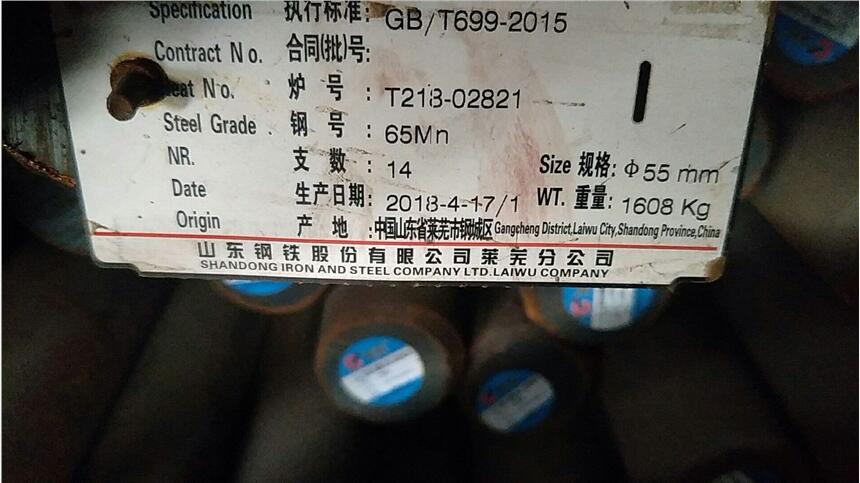 Specification 执行标准: GB/T699-2015
Contract No. 合同(批)号:
eat No. 炉号: T218-02821
Steel Grade 钢号: 65Mn
NR. 支数: 14 Size 规格: Φ55 mm
Date 生产日期: 2018-4-17/1 WT. 重量: 1608 Kg
Origin 产地: 中国山东省莱芜市钢城区 Gangcheng District,Laiwu City,Shandong Province,China
山东钢铁股份有限公司莱芜分公司
SHANDONG IRON AND STEEL COMPANY LTD.LAIWU COMPANY